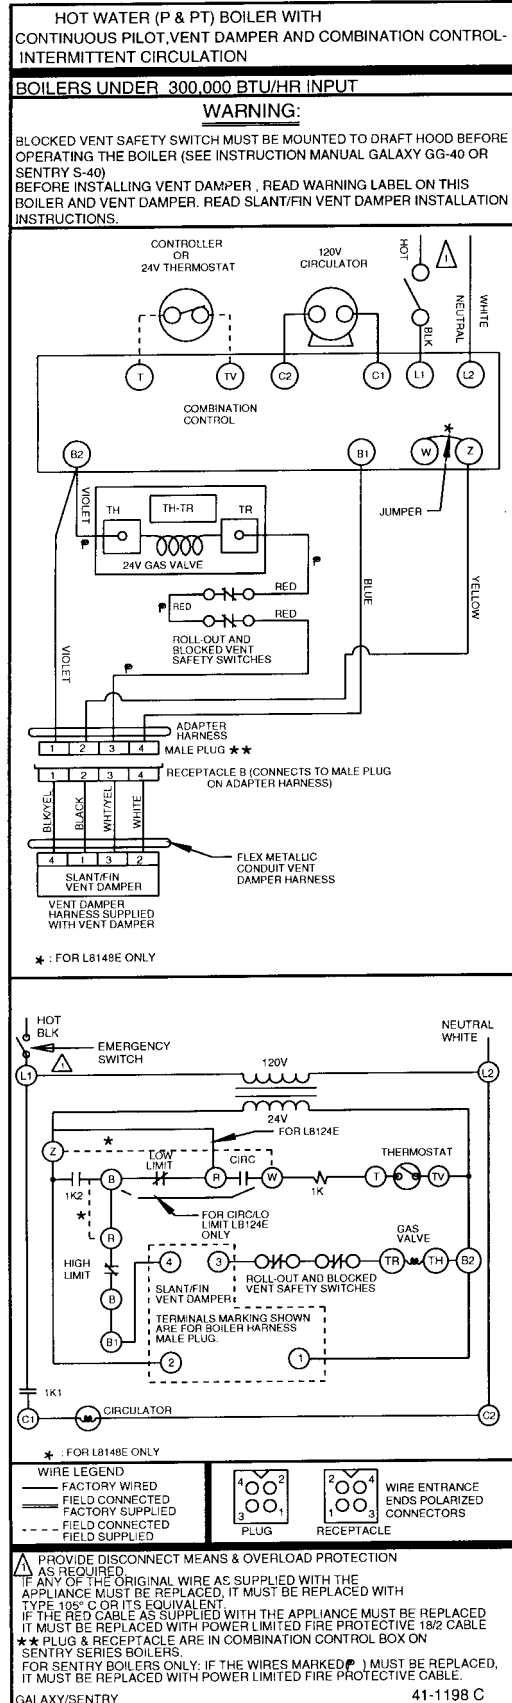 HOT WATER (P & PT) BOILER WITH
CONTINUOUS PILOT,VENT DAMPER AND COMBINATION CONTROL-
INTERMITTENT CIRCULATION
BOILERS UNDER 300,000 BTU/HR INPUT
WARNING:
BLOCKED VENT SAFETY SWITCH MUST BE MOUNTED TO DRAFT HOOD BEFORE
OPERATING THE BOILER (SEE INSTRUCTION MANUAL GALAXY GG-40 OR
SENTRY S-40)
BEFORE INSTALLING VENT DAMPER , READ WARNING LABEL ON THIS
BOILER AND VENT DAMPER. READ SLANT/FIN VENT DAMPER INSTALLATION
INSTRUCTIONS.
CONTROLLER
OR
24V THERMOSTAT
120V
CIRCULATOR
HOT
1
BLK
NEUTRAL
WHITE
T
TV
C2
C1
L1
L2
COMBINATION
CONTROL
B2
B1
W
*
Z
JUMPER
VIOLET
P
TH
TH-TR
TR
24V GAS VALVE
P
RED
P
RED
RED
ROLL-OUT AND
BLOCKED VENT
SAFETY SWITCHES
BLUE
YELLOW
VIOLET
P
ADAPTER
HARNESS
1 2 3 4
MALE PLUG **
1 2 3 4
RECEPTACLE B (CONNECTS TO MALE PLUG
ON ADAPTER HARNESS)
BLK/YEL
BLACK
WHT/YEL
WHITE
4 1 3 2
FLEX METALLIC
CONDUIT VENT
DAMPER HARNESS
SLANT/FIN
VENT DAMPER
VENT DAMPER
HARNESS SUPPLIED
WITH VENT DAMPER
* : FOR L8148E ONLY
HOT
BLK
EMERGENCY
SWITCH
1
NEUTRAL
WHITE
L1
120V
L2
24V
FOR L8124E
Z
*
LOW
LIMIT
CIRC
THERMOSTAT
1K2
B
R
W
1K
T
TV
*
FOR CIRC/LO
LIMIT L8124E
ONLY
R
GAS
VALVE
HIGH
LIMIT
4
3
TR
TH
B2
SLANT/FIN
VENT DAMPER
ROLL-OUT AND BLOCKED
VENT SAFETY SWITCHES
B
TERMINALS MARKING SHOWN
ARE FOR BOILER HARNESS
MALE PLUG.
B1
2
1
1K1
C1
CIRCULATOR
C2
* : FOR L8148E ONLY
WIRE LEGEND
FACTORY WIRED
FIELD CONNECTED
FACTORY SUPPLIED
FIELD CONNECTED
FIELD SUPPLIED
4 2
3 1
PLUG
2 4
1 3
RECEPTACLE
WIRE ENTRANCE
ENDS POLARIZED
CONNECTORS
1 PROVIDE DISCONNECT MEANS & OVERLOAD PROTECTION
AS REQUIRED.
IF ANY OF THE ORIGINAL WIRE AS SUPPLIED WITH THE
APPLIANCE MUST BE REPLACED, IT MUST BE REPLACED WITH
TYPE 105° C OR ITS EQUIVALENT.
IF THE RED CABLE AS SUPPLIED WITH THE APPLIANCE MUST BE REPLACED
IT MUST BE REPLACED WITH POWER LIMITED FIRE PROTECTIVE 18/2 CABLE
** PLUG & RECEPTACLE ARE IN COMBINATION CONTROL BOX ON
SENTRY SERIES BOILERS.
FOR SENTRY BOILERS ONLY: IF THE WIRES MARKED(P ) MUST BE REPLACED,
IT MUST BE REPLACED WITH POWER LIMITED FIRE PROTECTIVE CABLE.
GALAXY/SENTRY
41-1198 C